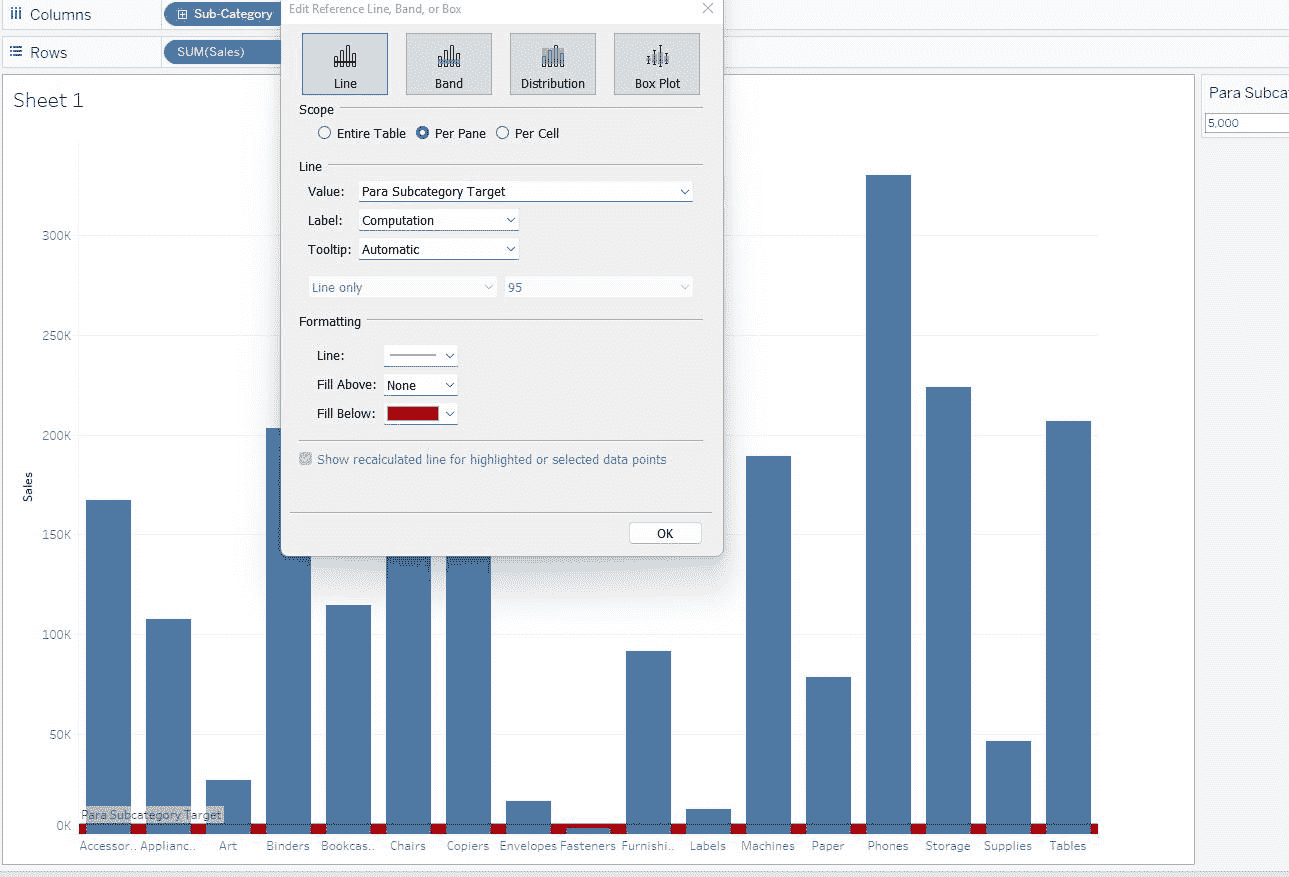 Columns
Sub-Category
Edit Reference Line, Band, or Box
Rows
SUM(Sales)
Line
Band
Distribution
Box Plot
Sheet 1
Para Subca
5,000
Scope
Entire Table
Per Pane
Per Cell
Line
Value: Para Subcategory Target
Label: Computation
Tooltip: Automatic
Line only
95
Formatting
Line:
Fill Above: None
Fill Below:
Show recalculated line for highlighted or selected data points
OK
300K
250K
200K
150K
100K
50K
0K
Sales
Para Subcategory Target
Accessor.. Applianc.. Art Binders Bookcas.. Chairs Copiers Envelopes Fasteners Furnishi.. Labels Machines Paper Phones Storage Supplies Tables